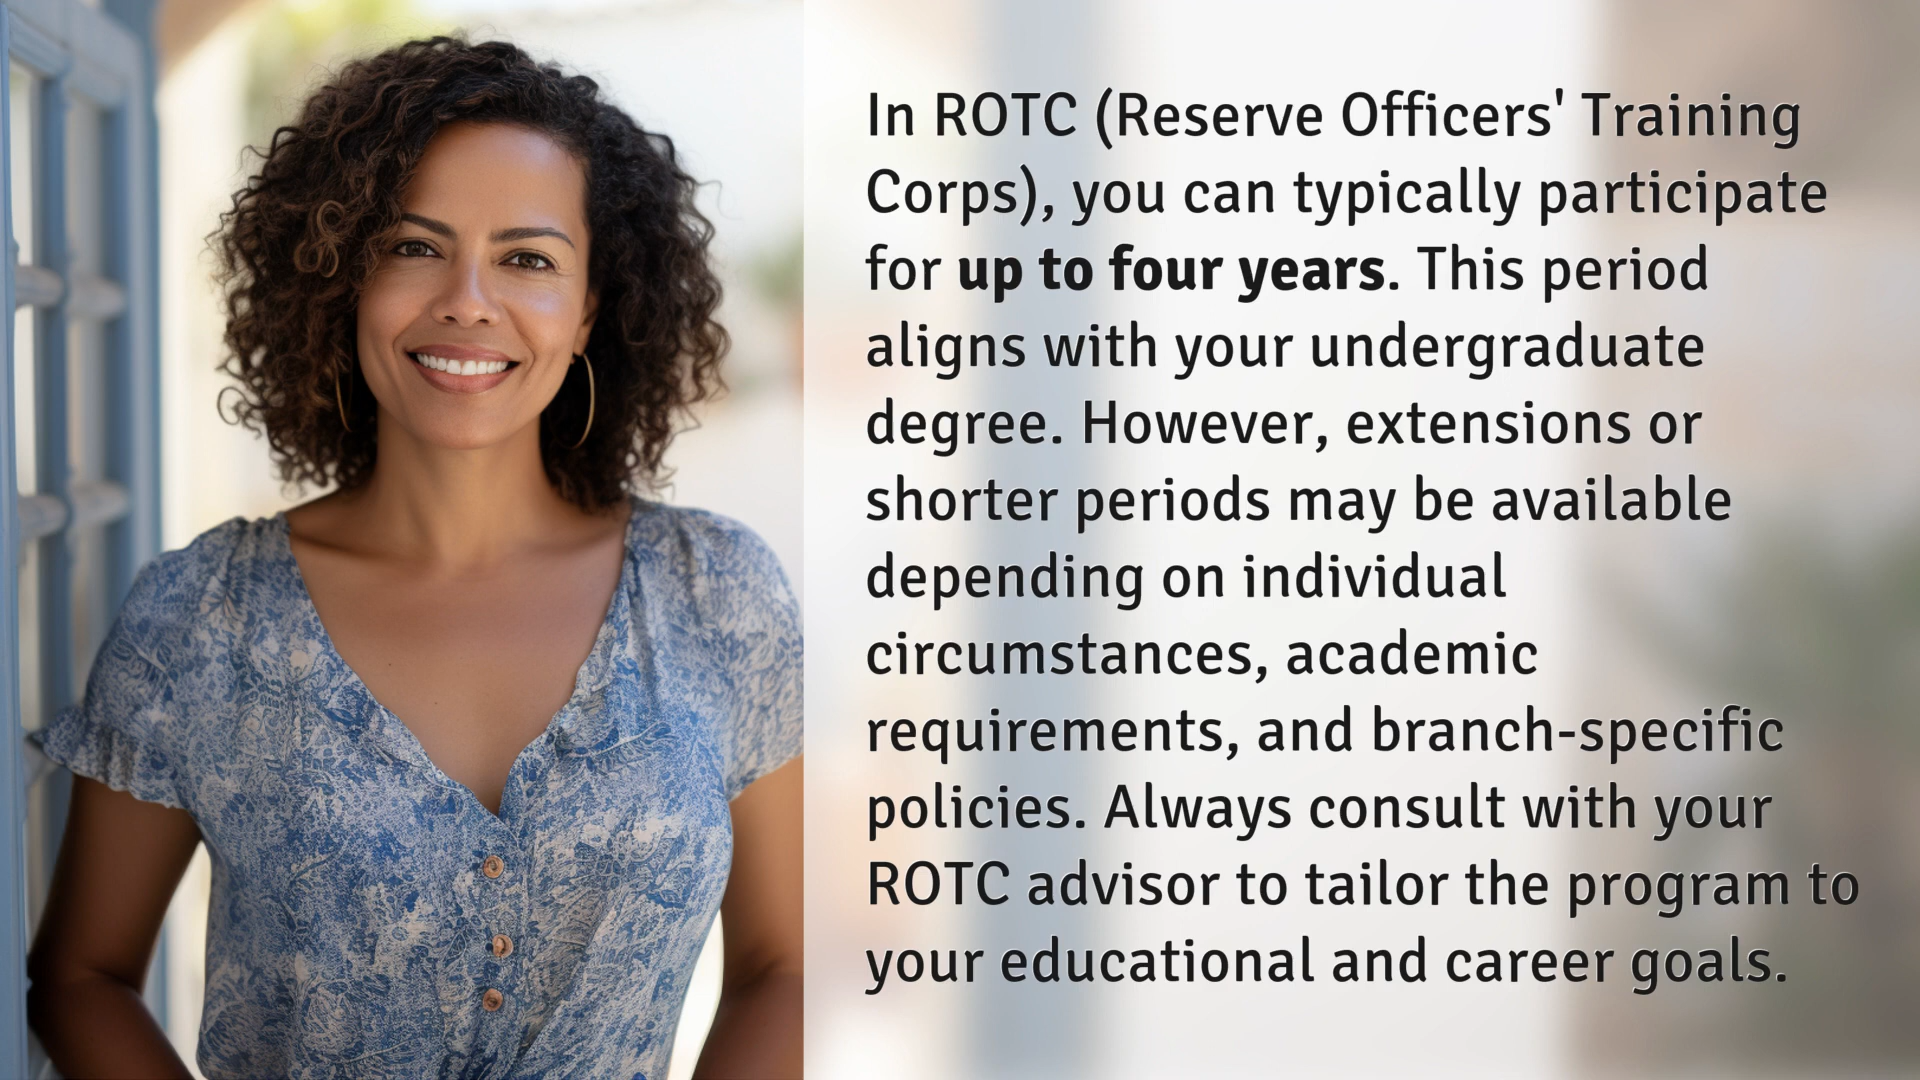 In ROTC (Reserve Officers' Training
Corps), you can typically participate
for up to four years. This period
aligns with your undergraduate
degree. However, extensions or
shorter periods may be available
depending on individual
circumstances, academic
requirements, and branch-specific
policies. Always consult with your
ROTC advisor to tailor the program to
your educational and career goals.